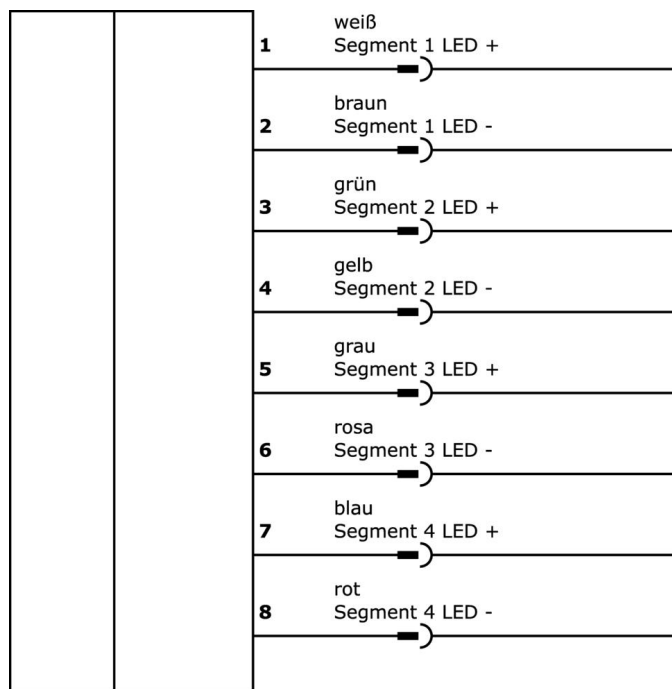 weiß
1 Segment 1 LED +
braun
2 Segment 1 LED -
grün
3 Segment 2 LED +
gelb
4 Segment 2 LED -
grau
5 Segment 3 LED +
rosa
6 Segment 3 LED -
blau
7 Segment 4 LED +
rot
8 Segment 4 LED -